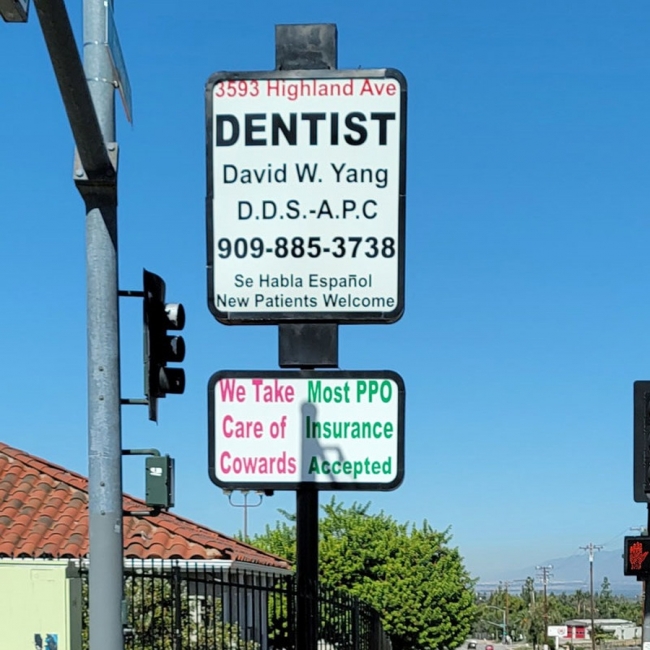 3593 Highland Ave
DENTIST
David W. Yang
D.D.S.-A.P.C
909-885-3738
Se Habla Español
New Patients Welcome
We Take
Care of
Cowards
Most PPO
Insurance
Accepted